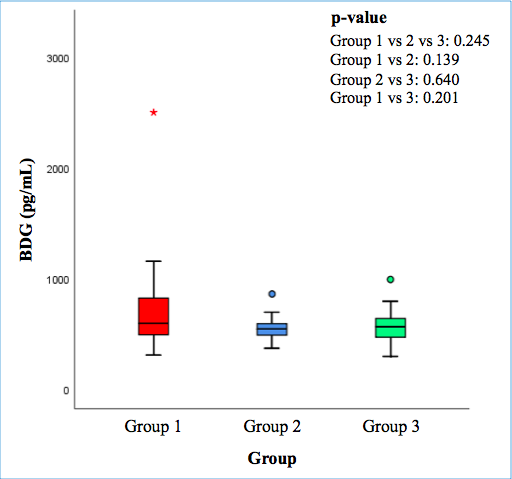 p-value
Group 1 vs 2 vs 3: 0.245
Group 1 vs 2: 0.139
Group 2 vs 3: 0.640
Group 1 vs 3: 0.201
BDG (pg/mL)
3000
2000
1000
0
Group 1 Group 2 Group 3
Group